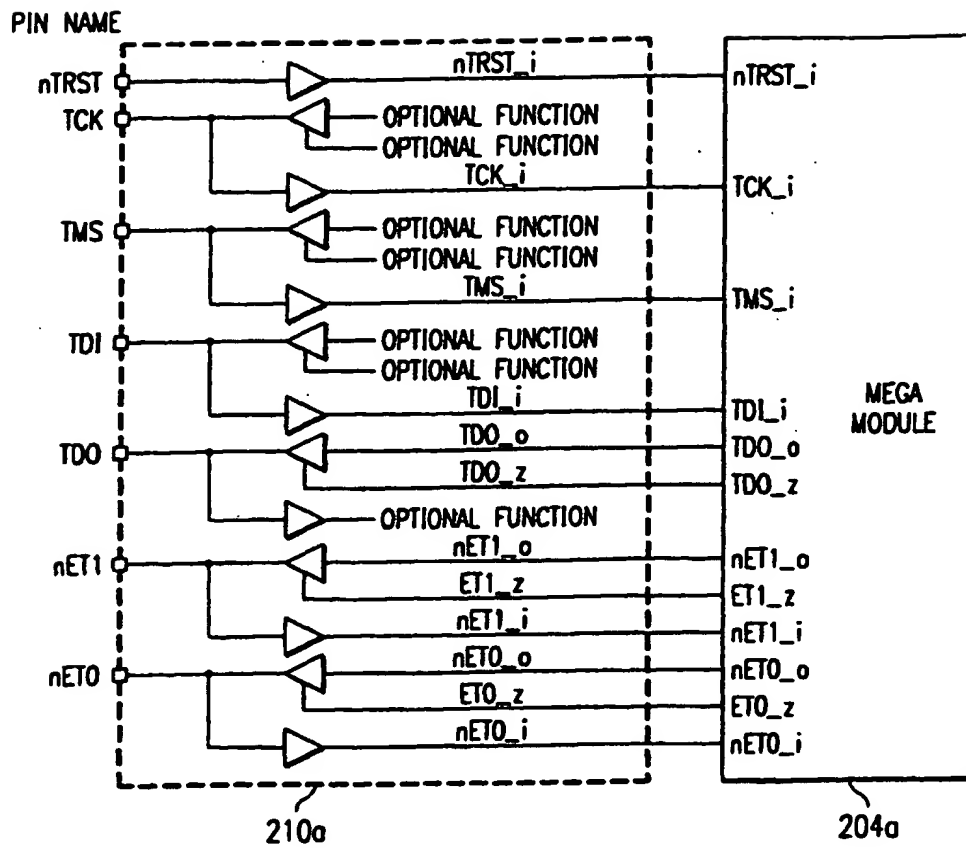 PIN NAME
nTRST nTRST_i nTRST_i
TCK OPTIONAL FUNCTION
OPTIONAL FUNCTION
TCK_i TCK_i
TMS OPTIONAL FUNCTION
OPTIONAL FUNCTION
TMS_i TMS_i
TDI OPTIONAL FUNCTION
OPTIONAL FUNCTION
TDI_i TDI_i
MEGA
MODULE
TDO TDO_o TDO_o
TDO_z TDO_z
OPTIONAL FUNCTION
nET1 nET1_o nET1_o
ET1_z ET1_z
nET1_i nET1_i
nET0 nET0_o nET0_o
ET0_z ET0_z
nET0_i nET0_i
210a 204a